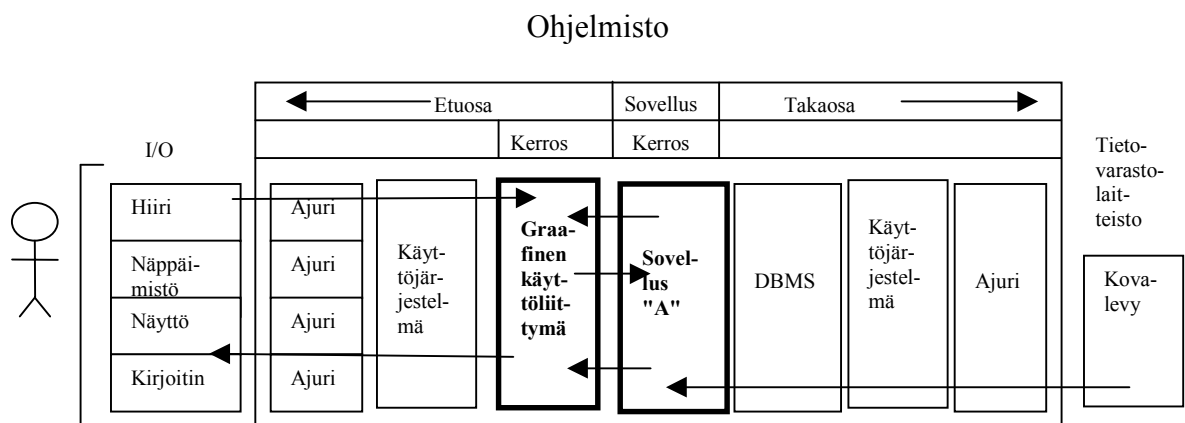 Ohjelmisto
Etuosa
Sovellus
Takaosa
Kerros
Kerros
I/O
Hiiri
Näppäi-
mistö
Näyttö
Kirjoitin
Ajuri
Ajuri
Ajuri
Ajuri
Käyt-
töjär-
jestel-
mä
Graa-
finen
käyt-
töliit-
tymä
Sovel-
lus
"A"
DBMS
Käyt-
töjär-
jestel-
mä
Ajuri
Tieto-
varasto-
lait-
teisto
Kova-
levy